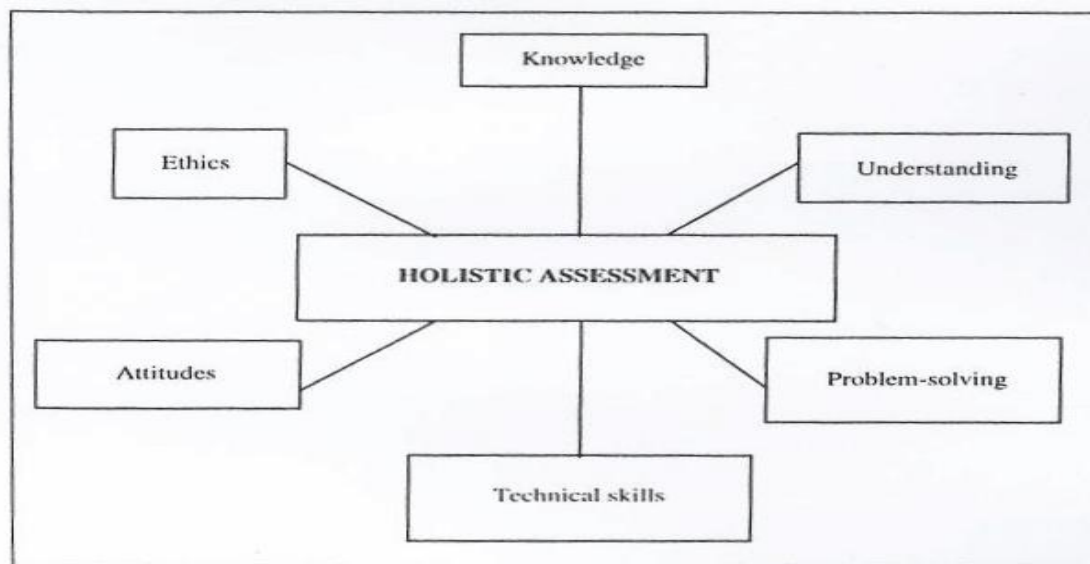 Knowledge
Ethics
Understanding
HOLISTIC ASSESSMENT
Attitudes
Problem-solving
Technical skills